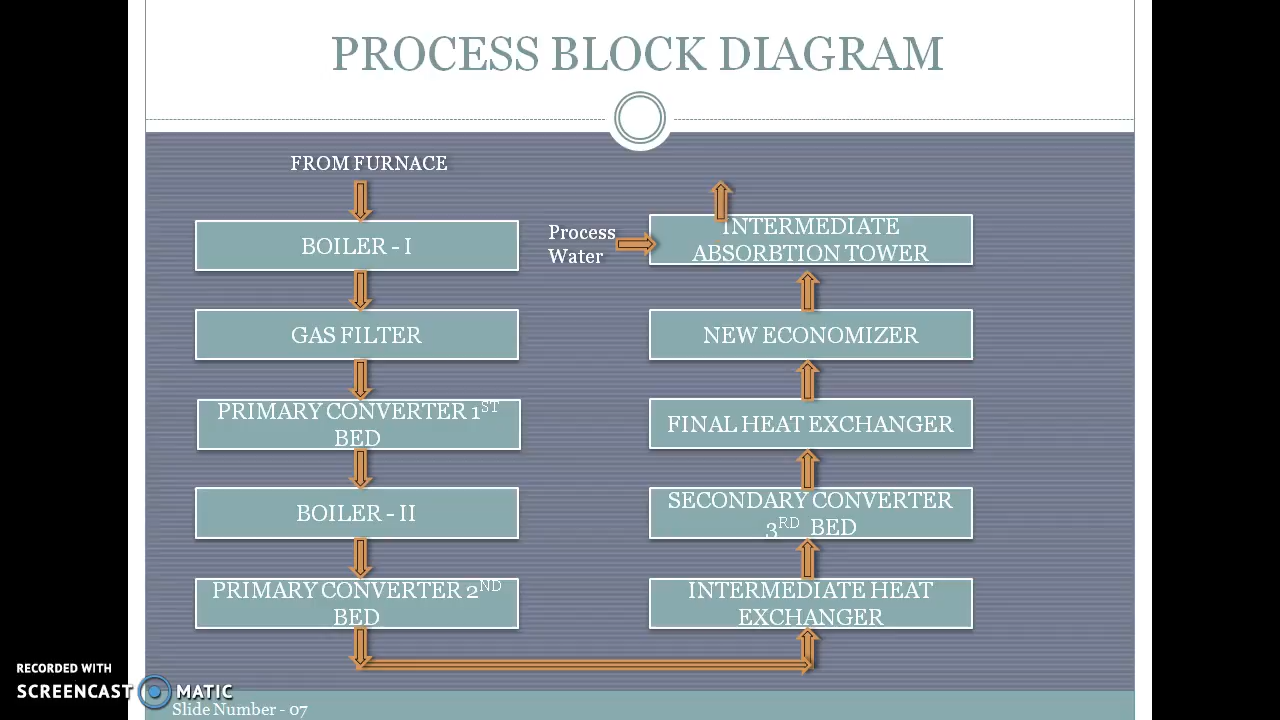 PROCESS BLOCK DIAGRAM
FROM FURNACE
BOILER - I
GAS FILTER
PRIMARY CONVERTER 1ST
BED
BOILER - II
PRIMARY CONVERTER 2ND
BED
Process
Water
INTERMEDIATE
ABSORBTION TOWER
NEW ECONOMIZER
FINAL HEAT EXCHANGER
SECONDARY CONVERTER
3RD BED
INTERMEDIATE HEAT
EXCHANGER
RECORDED WITH
SCREENCAST MATIC
Slide Number - 07